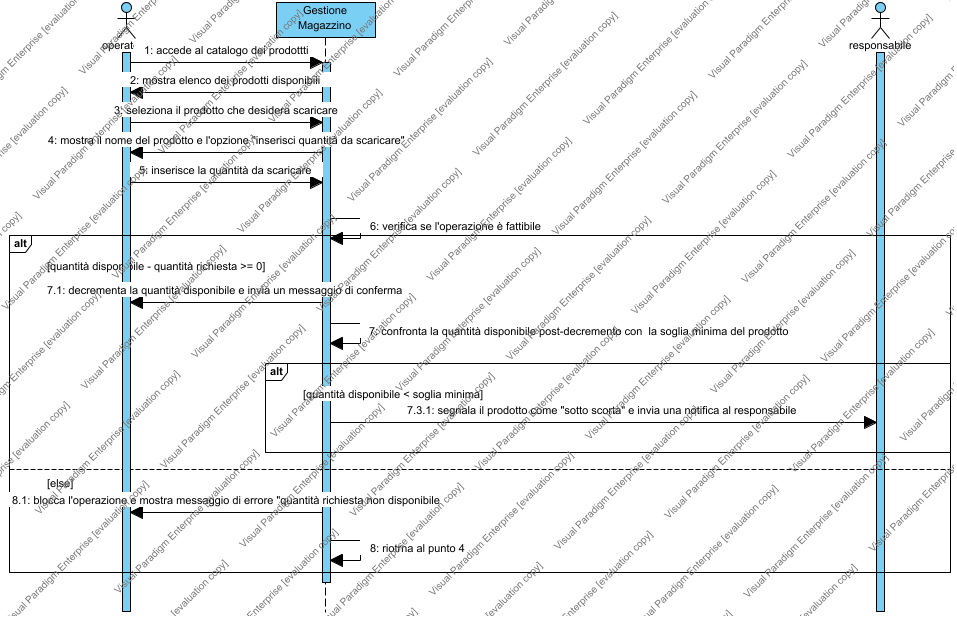 Gestione
Magazzino
operat
responsabile
1: accede al catalogo dei prodottti
2: mostra elenco dei prodotti disponibili
3: seleziona il prodotto che desidera scaricare
4: mostra il nome del prodotto e l'opzione "inserisci quantità da scaricare"
5: inserisce la quantità da scaricare
6: verifica se l'operazione è fattibile
alt
[quantità disponibile - quantità richiesta >= 0]
7.1: decrementa la quantità disponibile e invia un messaggio di conferma
7: confronta la quantità disponibile post-decremento con la soglia minima del prodotto
alt
[quantità disponibile < soglia minima]
7.3.1: segnala il prodotto come "sotto scorta" e invia una notifica al responsabile
[else]
8.1: blocca l'operazione e mostra messaggio di errore "quantità richiesta non disponibile
8: riotrna al punto 4
Visual Paradigm Enterprise [evaluation copy]